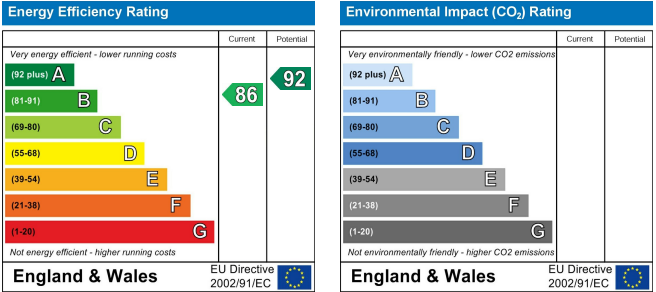 Energy Efficiency Rating
Current Potential
Very energy efficient - lower running costs
(92 plus) A
(81-91) B
(69-80) C
(55-68) D
(39-54) E
(21-38) F
(1-20) G
86
92
Not energy efficient - higher running costs
England & Wales
EU Directive
2002/91/EC
Environmental Impact (CO2) Rating
Current Potential
Very environmentally friendly - lower CO2 emissions
(92 plus) A
(81-91) B
(69-80) C
(55-68) D
(39-54) E
(21-38) F
(1-20) G
Not environmentally friendly - higher CO2 emissions
England & Wales
EU Directive
2002/91/EC